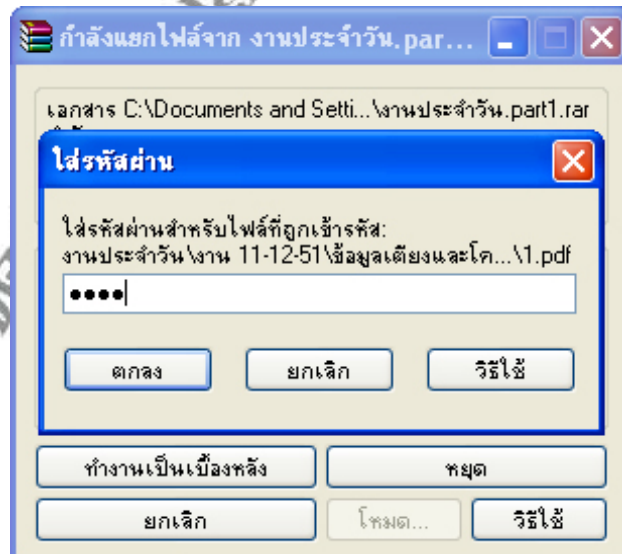 กำลังแยกไฟล์จาก งานประจำวัน.par...
เอกสาร C:\Documents and Setti...\งานประจำวัน.part1.rar
ใส่รหัสผ่าน
ใส่รหัสผ่านสำหรับไฟล์ที่ถูกเข้ารหัส:
งานประจำวัน\งาน 11-12-51\ข้อมูลเตียงและโค...\1.pdf
••••
ตกลง ยกเลิก วิธีใช้
ทำงานเป็นเบื้องหลัง หยุด
ยกเลิก โหมด... วิธีใช้